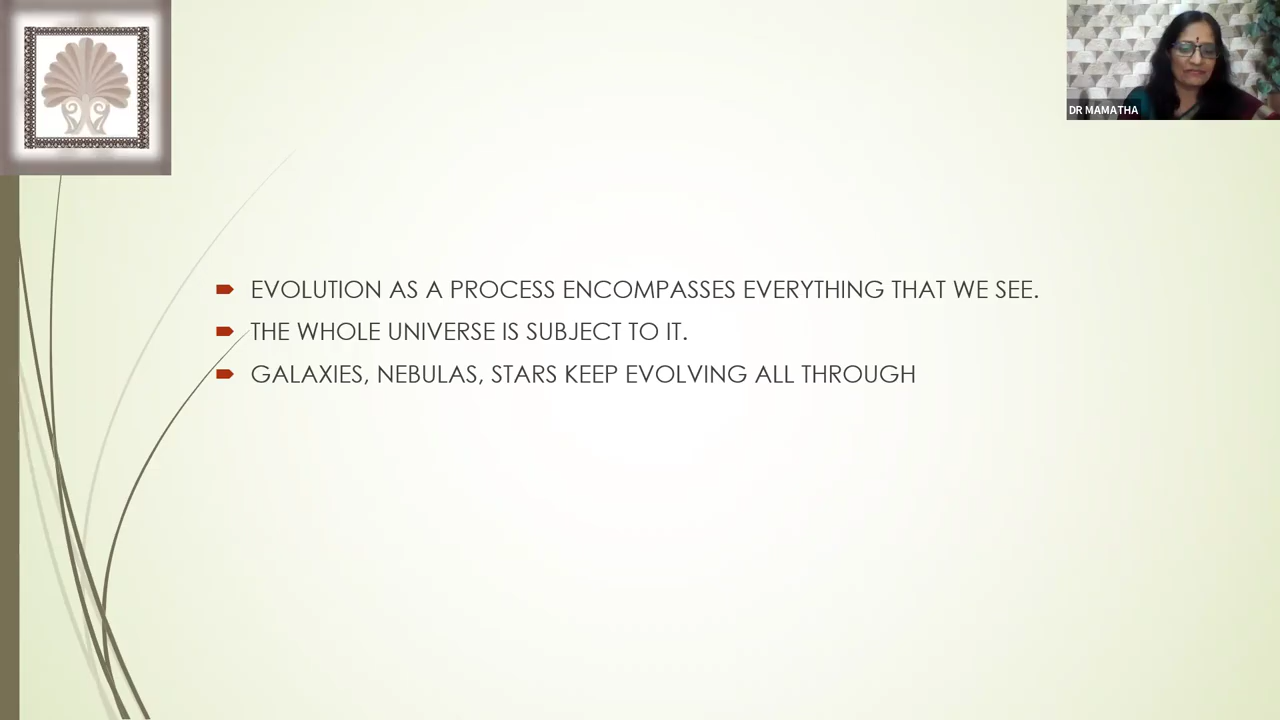 DR MAMATHA
EVOLUTION AS A PROCESS ENCOMPASSES EVERYTHING THAT WE SEE.
THE WHOLE UNIVERSE IS SUBJECT TO IT.
GALAXIES, NEBULAS, STARS KEEP EVOLVING ALL THROUGH